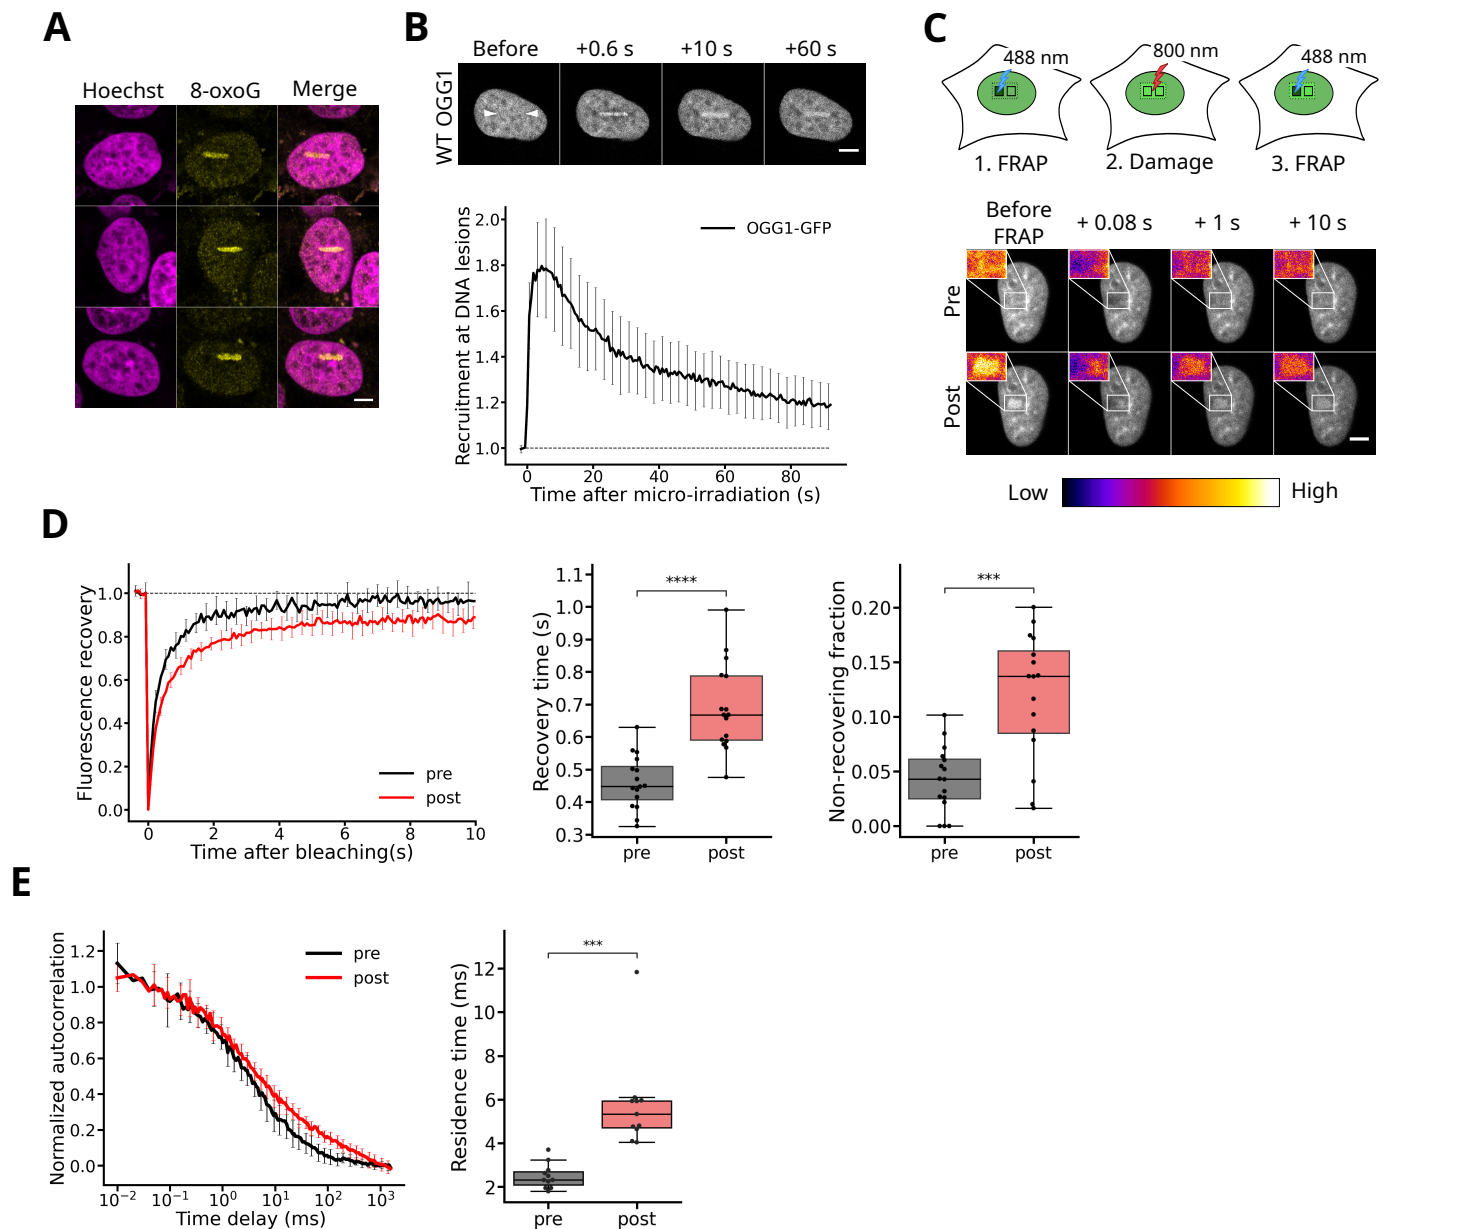 A
Hoechst 8-oxoG Merge
B
Before +0.6 s +10 s +60 s
WT OGG1
Recruitment at DNA lesions
2.0
1.8
1.6
1.4
1.2
1.0
OGG1-GFP
0 20 40 60 80
Time after micro-irradiation (s)
C
488 nm 800 nm 488 nm
1. FRAP 2. Damage 3. FRAP
Before
FRAP
+ 0.08 s + 1 s + 10 s
Pre
Post
Low High
D
Fluorescence recovery
1.0
0.8
0.6
0.4
0.2
0.0
pre
post
0 2 4 6 8 10
Time after bleaching(s)
Recovery time (s)
1.1
1.0
0.9
0.8
0.7
0.6
0.5
0.4
0.3
****
pre post
Non-recovering fraction
0.20
0.15
0.10
0.05
0.00
***
pre post
E
Normalized autocorrelation
1.2
1.0
0.8
0.6
0.4
0.2
0.0
pre
post
10⁻² 10⁻¹ 10⁰ 10¹ 10² 10³
Time delay (ms)
Residence time (ms)
12
10
8
6
4
2
***
pre post